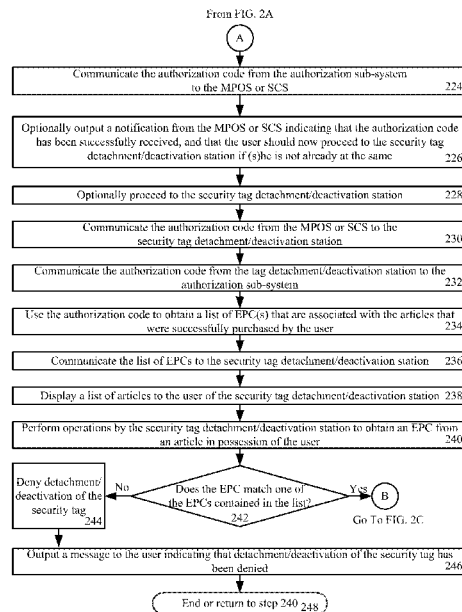 From FIG. 2A
A
Communicate the authorization code from the authorization sub-system
to the MPOS or SCS
224
Optionally output a notification from the MPOS or SCS indicating that the authorization code
has been successfully received, and that the user should now proceed to the security tag
detachment/deactivation station if (s)he is not already at the same
226
Optionally proceed to the security tag detachment/deactivation station
228
Communicate the authorization code from the MPOS or SCS to the
security tag detachment/deactivation station
230
Communicate the authorization code from the tag detachment/deactivation station to the
authorization sub-system
232
Use the authorization code to obtain a list of EPC(s) that are associated with the articles that
were successfully purchased by the user
234
Communicate the list of EPCs to the security tag detachment/deactivation station 236
Display a list of articles to the user of the security tag detachment/deactivation station 238
Perform operations by the security tag detachment/deactivation station to obtain an EPC from
an article in possession of the user
240
Deny detachment/
deactivation of the
security tag
244
No
Does the EPC match one of
the EPCs contained in the list?
242
Yes
B
Go To FIG. 2C
Output a message to the user indicating that detachment/deactivation of the security tag has
been denied
246
End or return to step 240
248